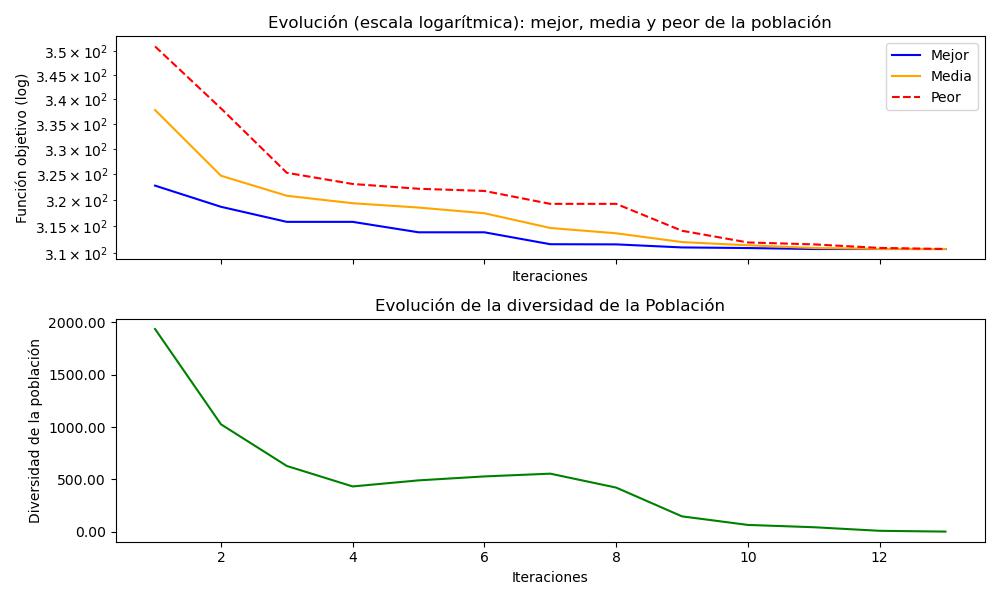 Evolución (escala logarítmica): mejor, media y peor de la población
Función objetivo (log)
3.5 × 10²
3.45 × 10²
3.4 × 10²
3.35 × 10²
3.3 × 10²
3.25 × 10²
3.2 × 10²
3.15 × 10²
3.1 × 10²
Mejor
Media
Peor
Iteraciones
Evolución de la diversidad de la Población
Diversidad de la población
2000.00
1500.00
1000.00
500.00
0.00
2 4 6 8 10 12
Iteraciones